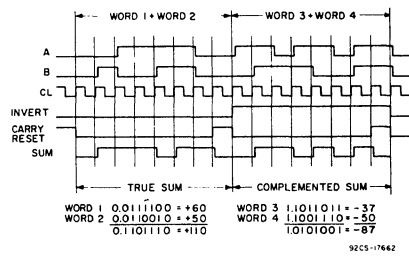 WORD 1 + WORD 2 WORD 3 + WORD 4
A
B
CL
INVERT
CARRY
RESET
SUM
TRUE SUM COMPLEMENTED SUM
WORD 1 0.0111100 = +60 WORD 3 1.1011011 = -37
WORD 2 0.0110010 = +50 WORD 4 1.1001110 = -50
0.1101110 = +110 1.0101001 = -87
92CS-17662